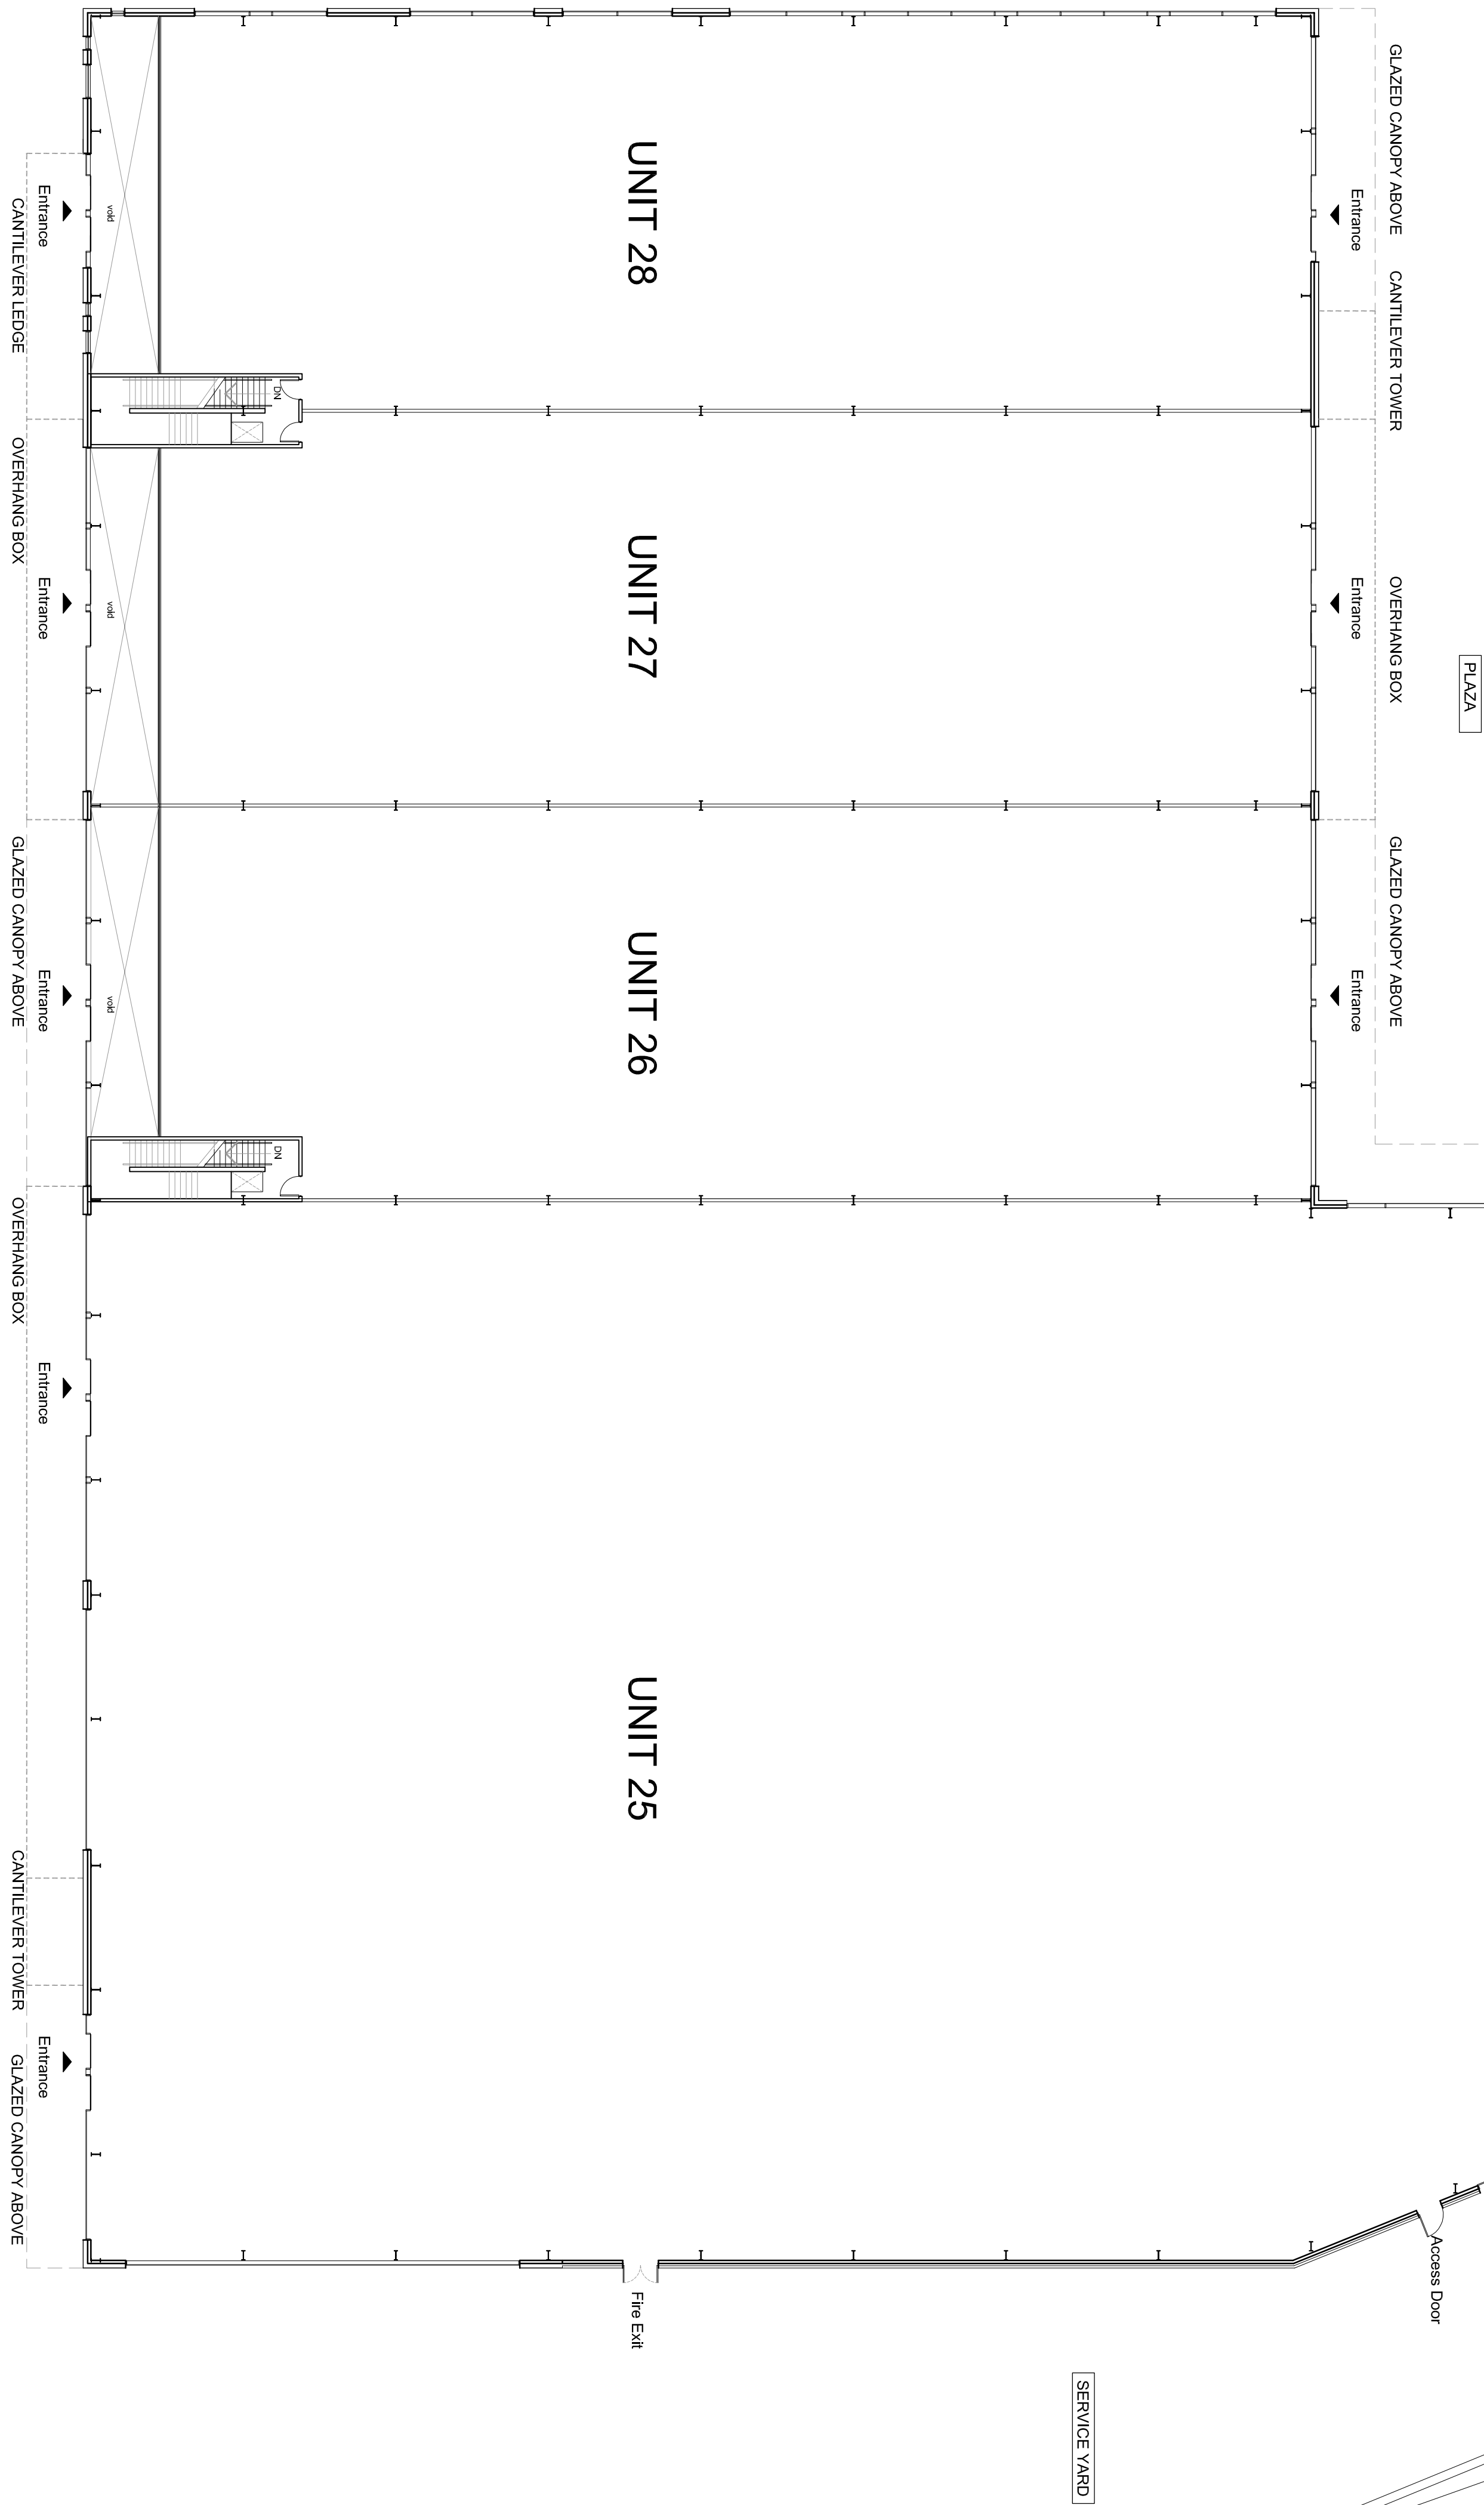 PLAZA
Access Door
GLAZED CANOPY ABOVE
CANTILEVER TOWER
OVERHANG BOX
GLAZED CANOPY ABOVE
Entrance
Entrance
Entrance
SERVICE YARD
UNIT 28
UNIT 27
UNIT 26
UNIT 25
Fire Exit
DN
DN
void
void
void
Entrance
Entrance
Entrance
Entrance
Entrance
CANTILEVER LEDGE
OVERHANG BOX
GLAZED CANOPY ABOVE
OVERHANG BOX
CANTILEVER TOWER
GLAZED CANOPY ABOVE